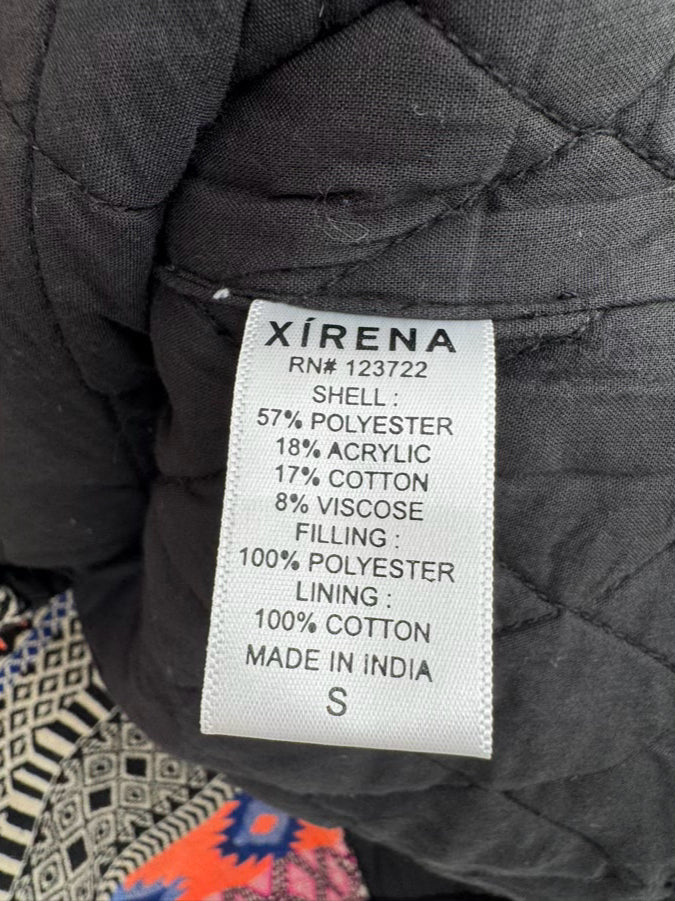 XÍRENA
RN# 123722
SHELL :
57% POLYESTER
18% ACRYLIC
17% COTTON
8% VISCOSE
FILLING :
100% POLYESTER
LINING :
100% COTTON
MADE IN INDIA
S